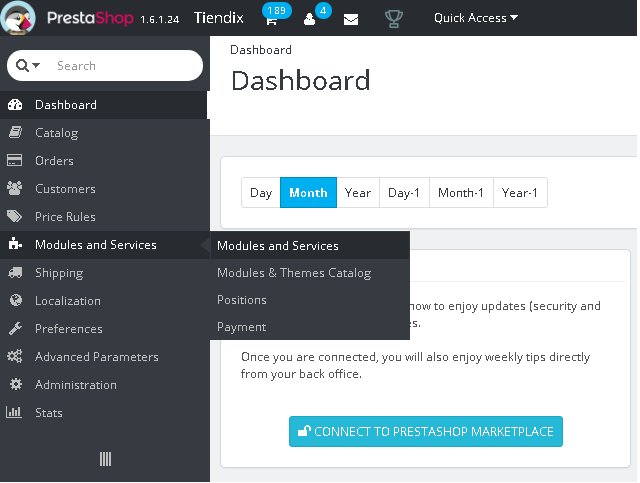 PrestaShop 1.6.1.24 Tiendix 189 4 Quick Access
Search
Dashboard
Catalog
Orders
Customers
Price Rules
Modules and Services
Shipping
Localization
Preferences
Advanced Parameters
Administration
Stats
Modules and Services
Modules & Themes Catalog
Positions
Payment
Dashboard
Dashboard
Day Month Year Day-1 Month-1 Year-1
now to enjoy updates (security and
es.
Once you are connected, you will also enjoy weekly tips directly
from your back office.
CONNECT TO PRESTASHOP MARKETPLACE